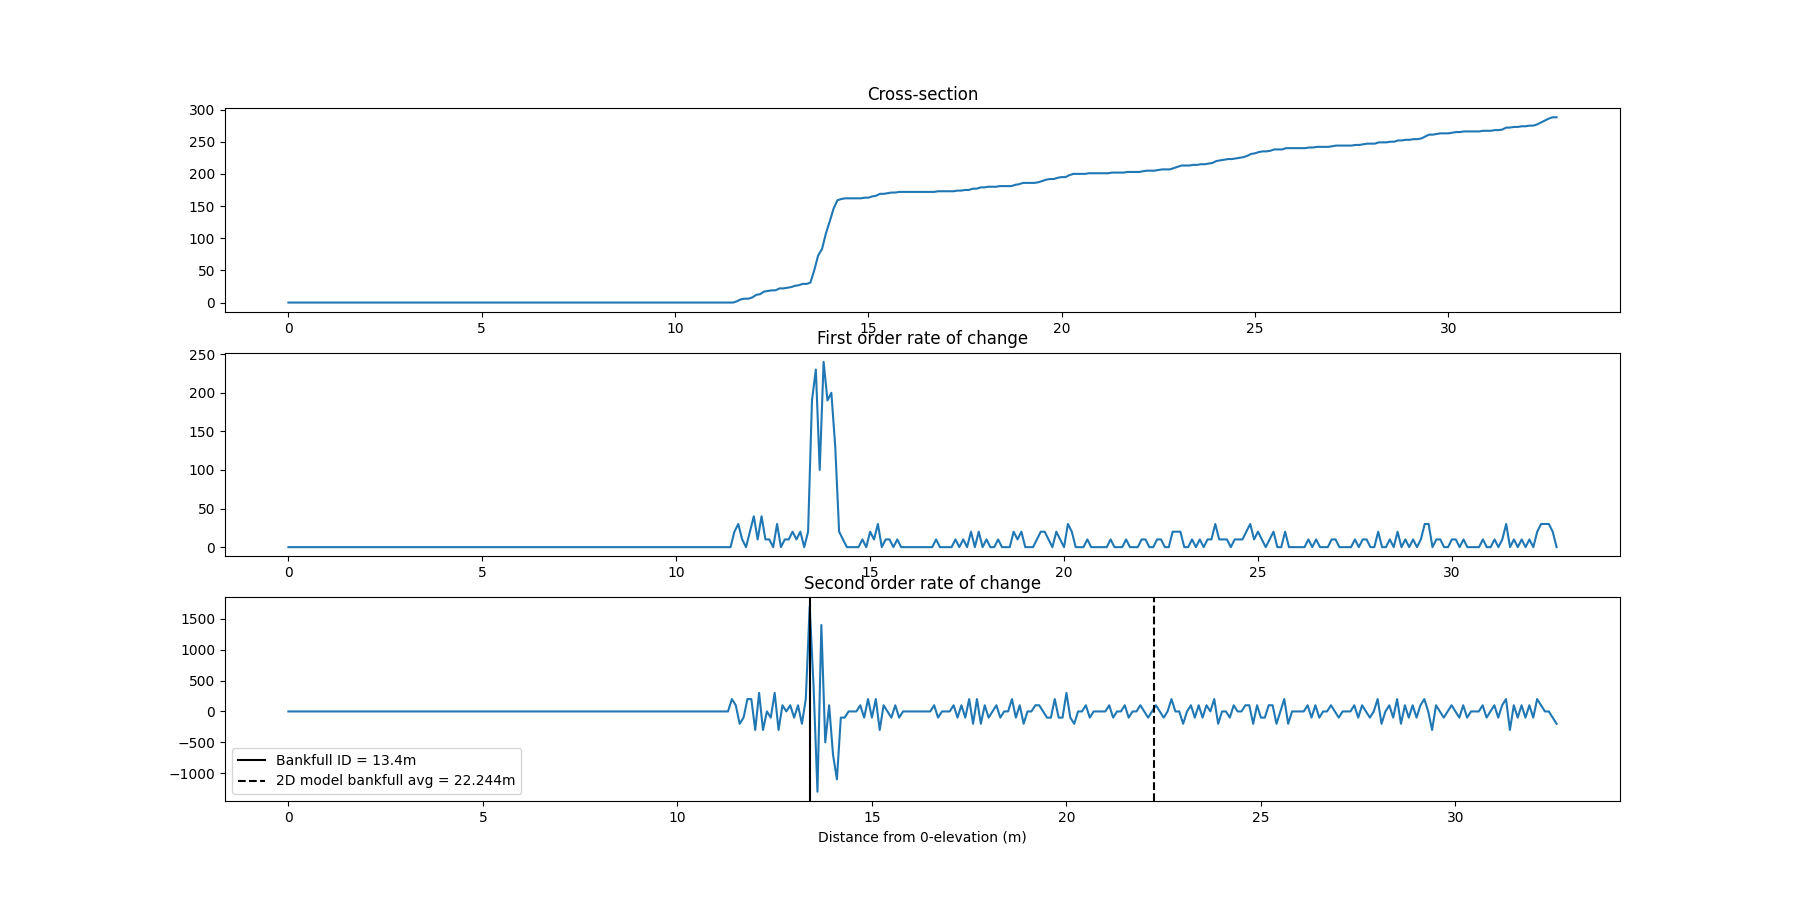 Cross-section
300
250
200
150
100
50
0
0 5 10 15 20 25 30
First order rate of change
250
200
150
100
50
0
0 5 10 15 20 25 30
Second order rate of change
1500
1000
500
0
−500
−1000
Bankfull ID = 13.4m
2D model bankfull avg = 22.244m
0 5 10 15 20 25 30
Distance from 0-elevation (m)